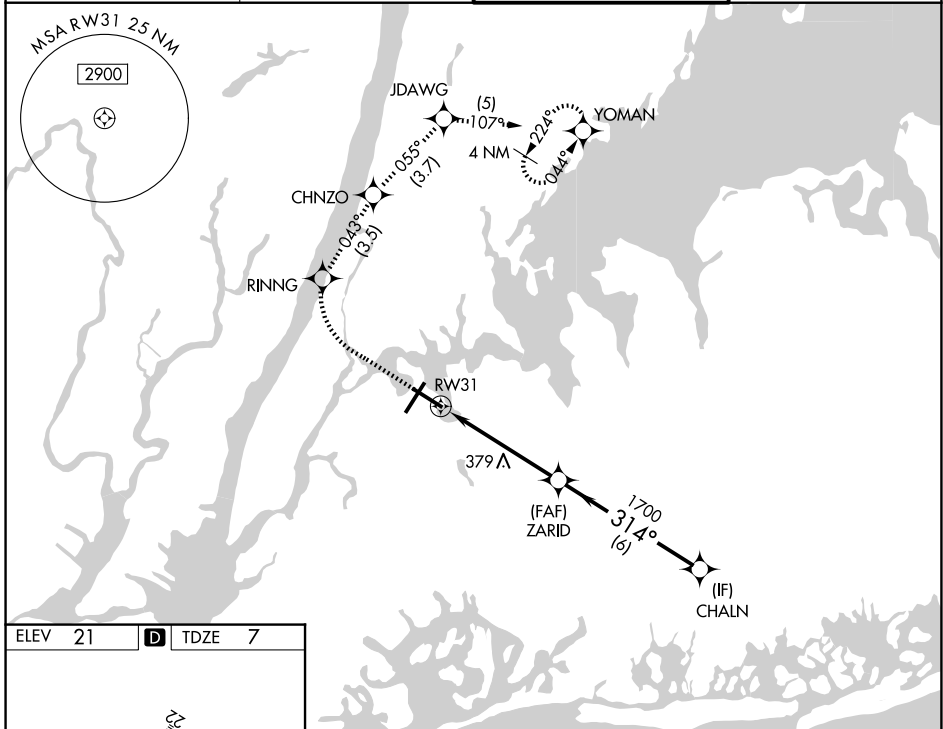 MSA RW31 25 NM
2900
JDAWG
(5)
107°
YOMAN
224°
4 NM
044°
055°
(3.7)
CHNZO
043°
(3.5)
RINNG
RW31
379
(FAF)
ZARID
1700
314°
(6)
(IF)
CHALN
ELEV 21 D TDZE 7
22